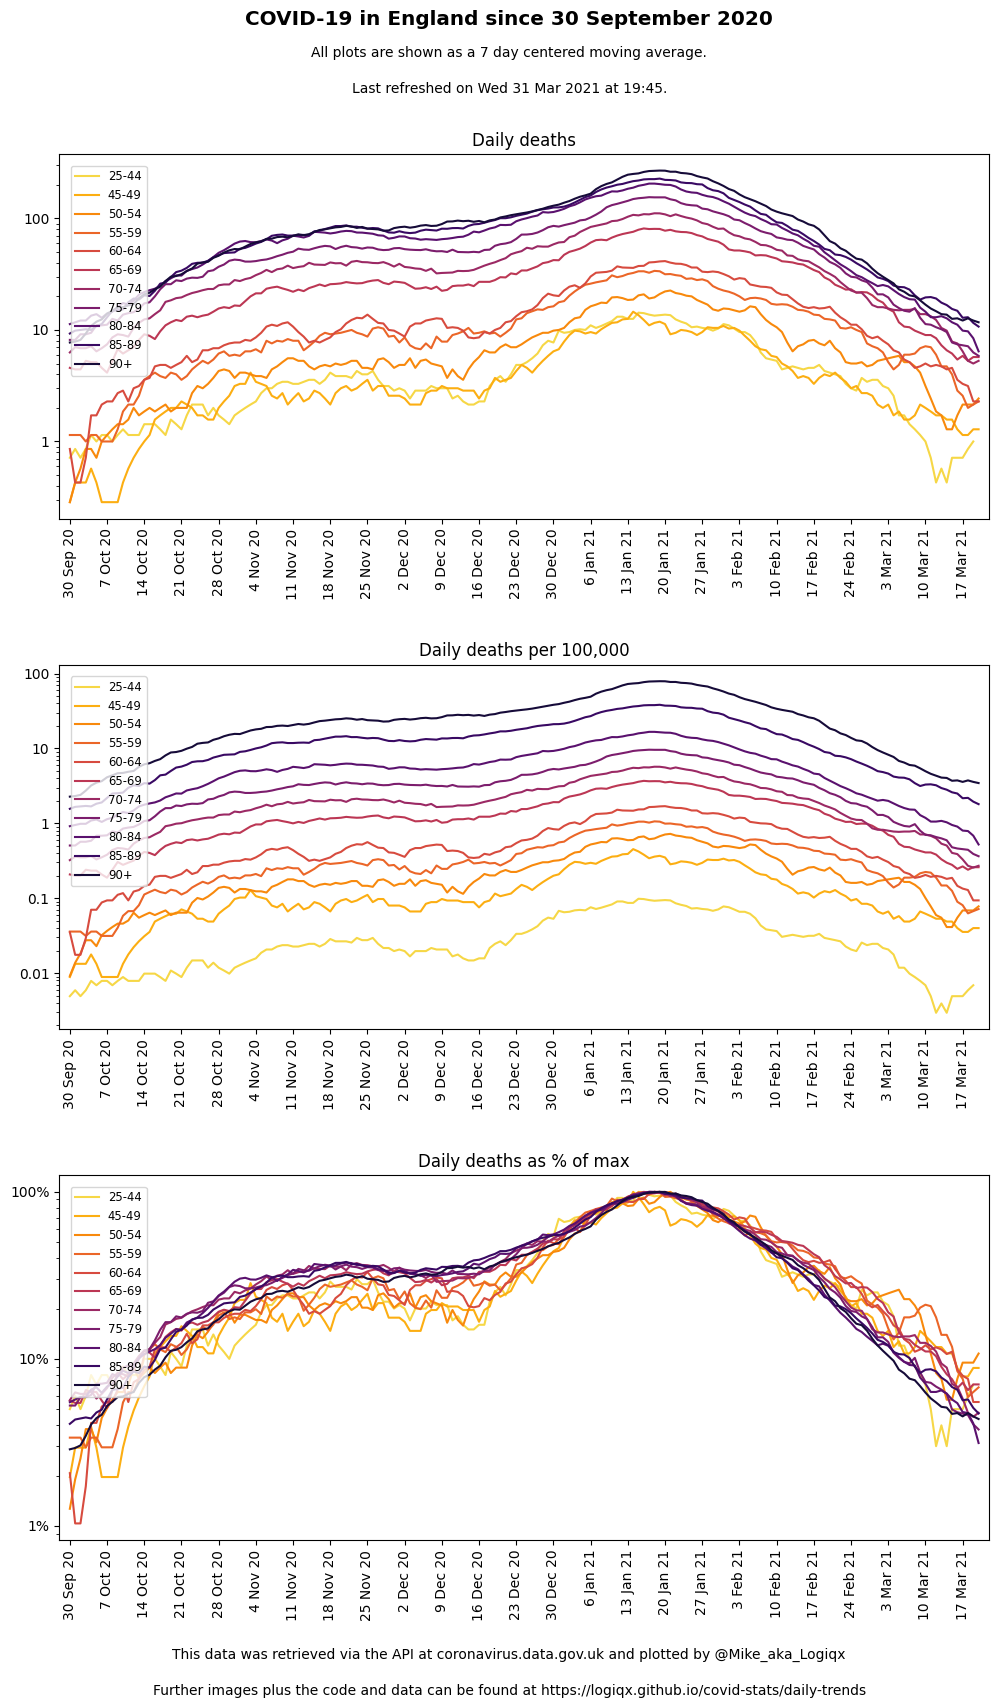 COVID-19 in England since 30 September 2020
All plots are shown as a 7 day centered moving average.
Last refreshed on Wed 31 Mar 2021 at 19:45.
Daily deaths
100
10
1
25-44
45-49
50-54
55-59
60-64
65-69
70-74
75-79
80-84
85-89
90+
30 Sep 20
7 Oct 20
14 Oct 20
21 Oct 20
28 Oct 20
4 Nov 20
11 Nov 20
18 Nov 20
25 Nov 20
2 Dec 20
9 Dec 20
16 Dec 20
23 Dec 20
30 Dec 20
6 Jan 21
13 Jan 21
20 Jan 21
27 Jan 21
3 Feb 21
10 Feb 21
17 Feb 21
24 Feb 21
3 Mar 21
10 Mar 21
17 Mar 21
Daily deaths per 100,000
100
10
1
0.1
0.01
25-44
45-49
50-54
55-59
60-64
65-69
70-74
75-79
80-84
85-89
90+
30 Sep 20
7 Oct 20
14 Oct 20
21 Oct 20
28 Oct 20
4 Nov 20
11 Nov 20
18 Nov 20
25 Nov 20
2 Dec 20
9 Dec 20
16 Dec 20
23 Dec 20
30 Dec 20
6 Jan 21
13 Jan 21
20 Jan 21
27 Jan 21
3 Feb 21
10 Feb 21
17 Feb 21
24 Feb 21
3 Mar 21
10 Mar 21
17 Mar 21
Daily deaths as % of max
100%
10%
1%
25-44
45-49
50-54
55-59
60-64
65-69
70-74
75-79
80-84
85-89
90+
30 Sep 20
7 Oct 20
14 Oct 20
21 Oct 20
28 Oct 20
4 Nov 20
11 Nov 20
18 Nov 20
25 Nov 20
2 Dec 20
9 Dec 20
16 Dec 20
23 Dec 20
30 Dec 20
6 Jan 21
13 Jan 21
20 Jan 21
27 Jan 21
3 Feb 21
10 Feb 21
17 Feb 21
24 Feb 21
3 Mar 21
10 Mar 21
17 Mar 21
This data was retrieved via the API at coronavirus.data.gov.uk and plotted by @Mike_aka_Logiqx
Further images plus the code and data can be found at https://logiqx.github.io/covid-stats/daily-trends